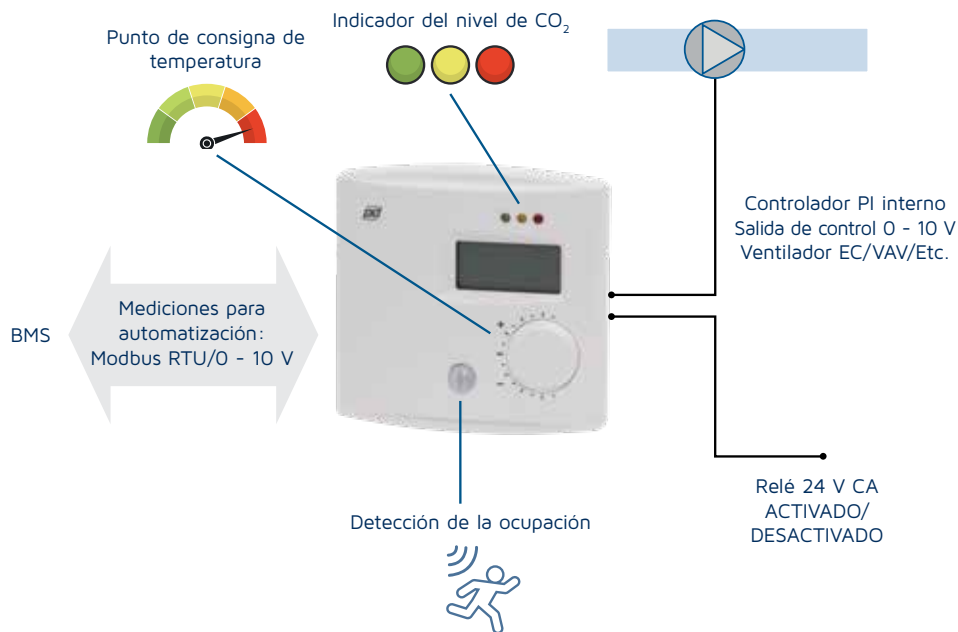 Indicador del nivel de CO₂
Punto de consigna de
temperatura
Controlador PI interno
Salida de control 0 - 10 V
Ventilador EC/VAV/Etc.
BMS
Mediciones para
automatización:
Modbus RTU/0 - 10 V
Relé 24 V CA
ACTIVADO/
DESACTIVADO
Detección de la ocupación